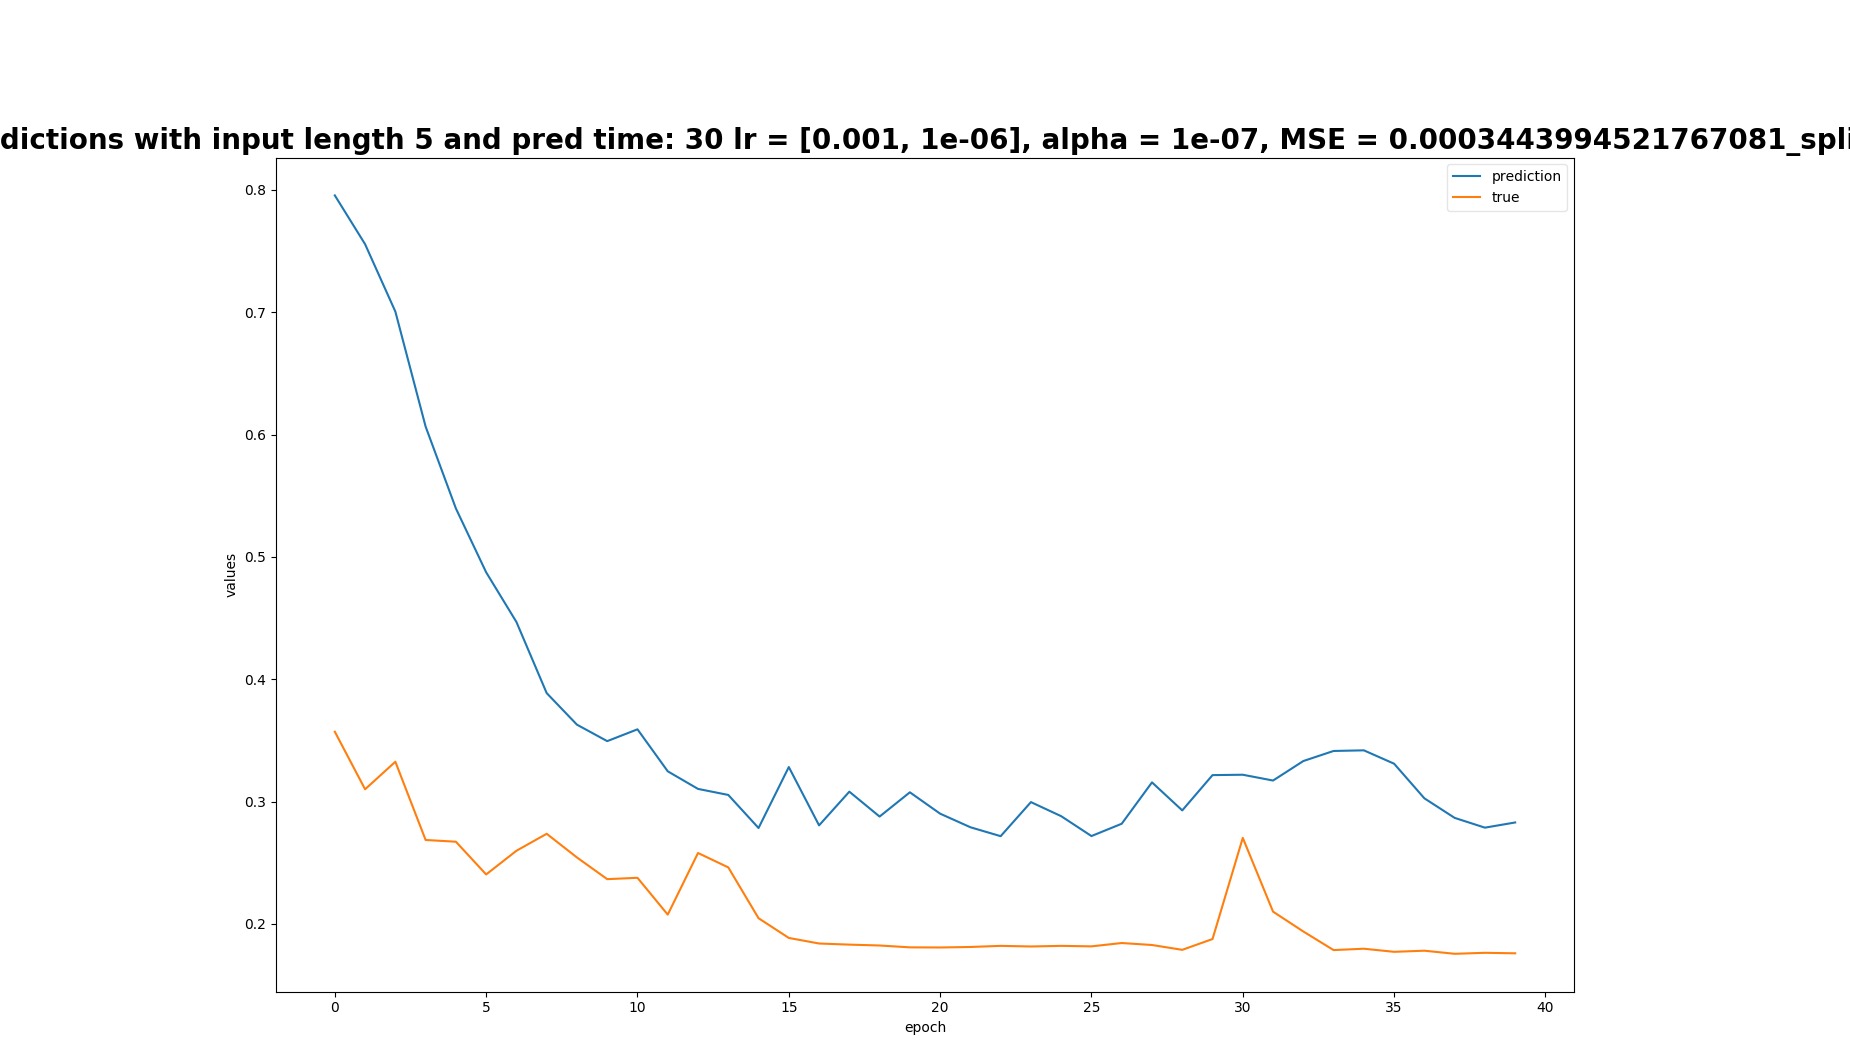 dictions with input length 5 and pred time: 30 lr = [0.001, 1e-06], alpha = 1e-07, MSE = 0.0003443994521767081_spli
prediction
true
0.8
0.7
0.6
0.5
0.4
0.3
0.2
values
0 5 10 15 20 25 30 35 40
epoch